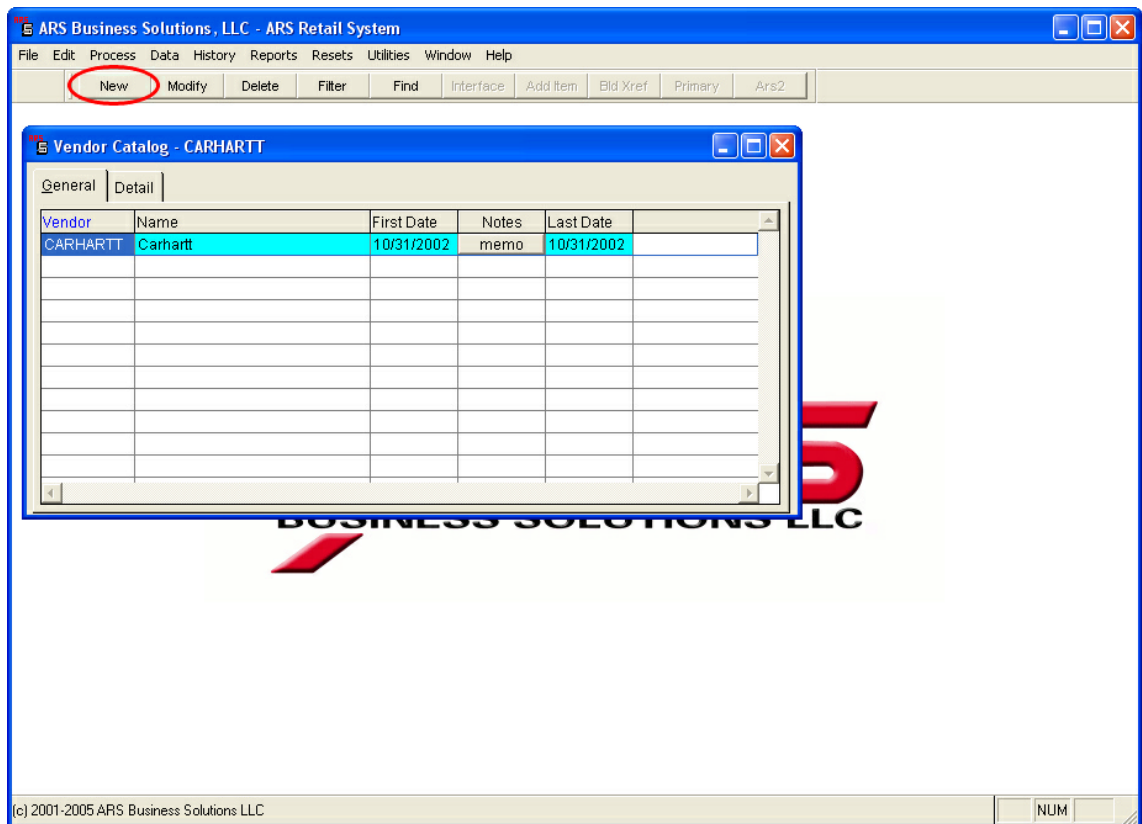 ARS Business Solutions, LLC - ARS Retail System
File Edit Process Data History Reports Resets Utilities Window Help
New Modify Delete Filter Find Interface Add Item Bld Xref Primary Ars2
Vendor Catalog - CARHARTT
General Detail
Vendor Name First Date Notes Last Date
CARHARTT Carhartt 10/31/2002 memo 10/31/2002
BUSINESS SOLUTIONS LLC
(c) 2001-2005 ARS Business Solutions LLC NUM